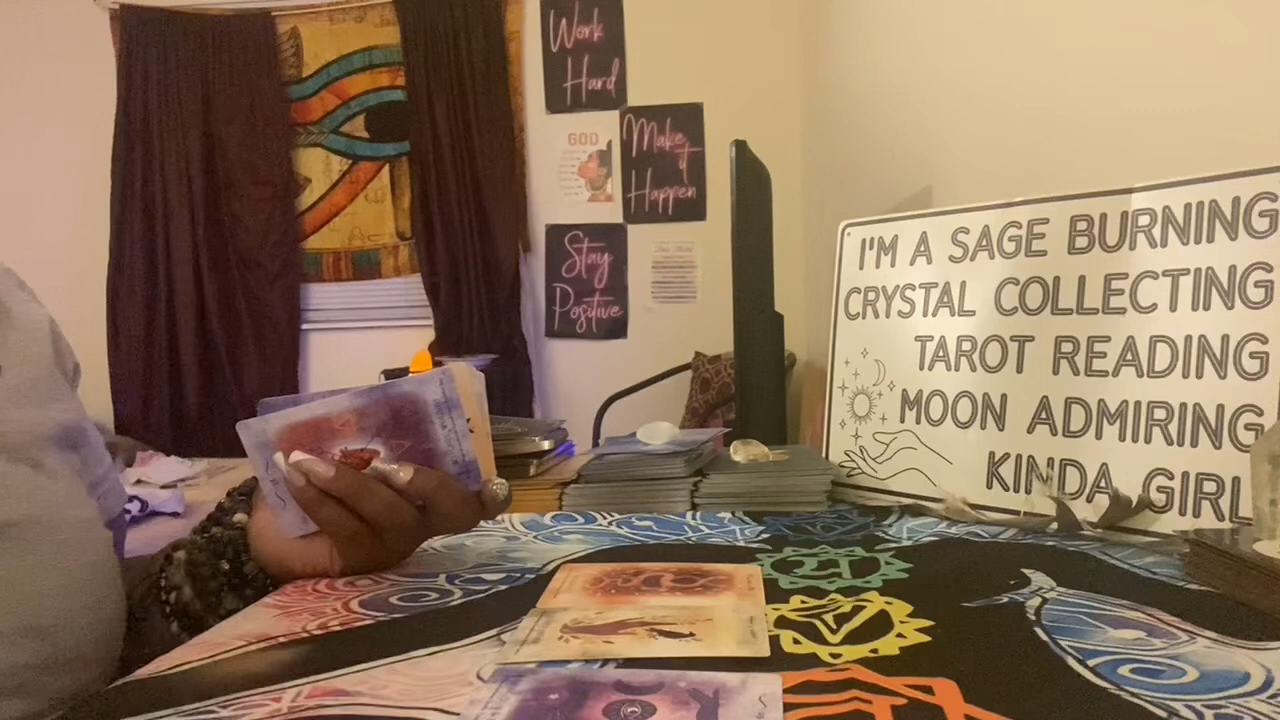 Work
Hard
GOD
Make
it
Happen
Stay
Positive
I'M A SAGE BURNING
CRYSTAL COLLECTING
TAROT READING
MOON ADMIRING
KINDA GIRL